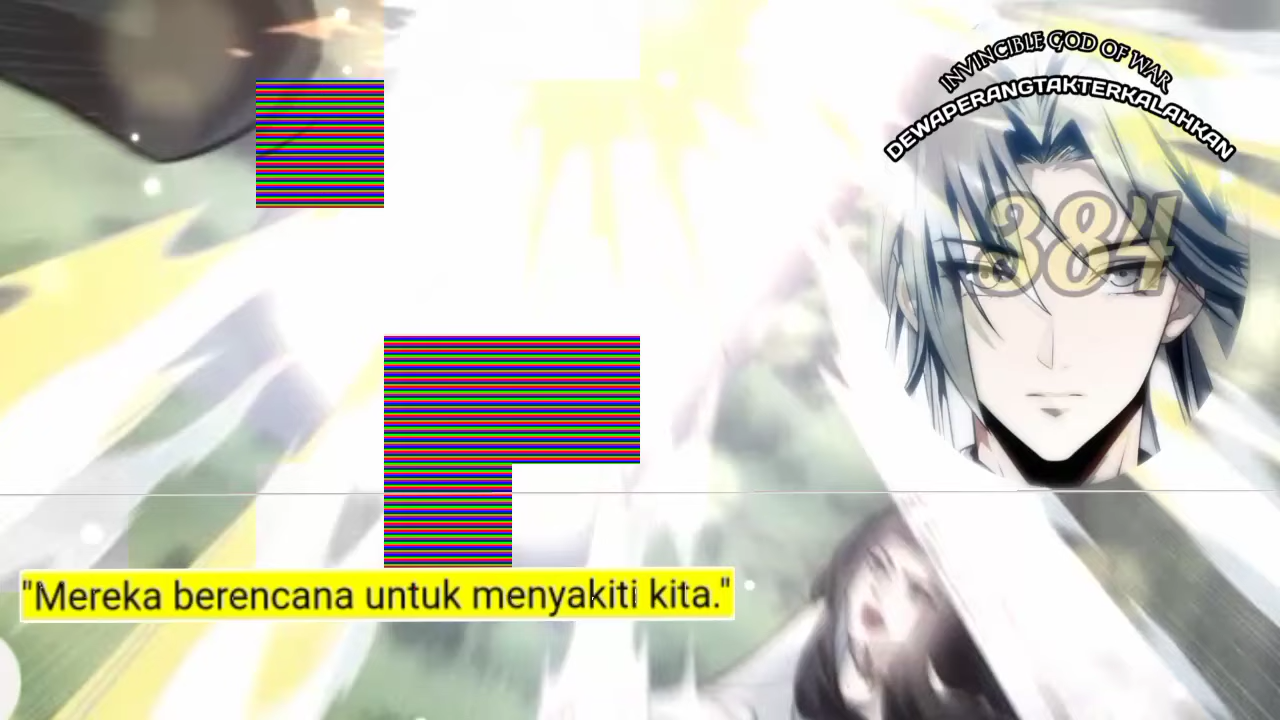 INVINCIBLE GOD OF WAR
DEWAPERANGTAKTERKALAHKAN
384
"Mereka berencana untuk menyakiti kita."